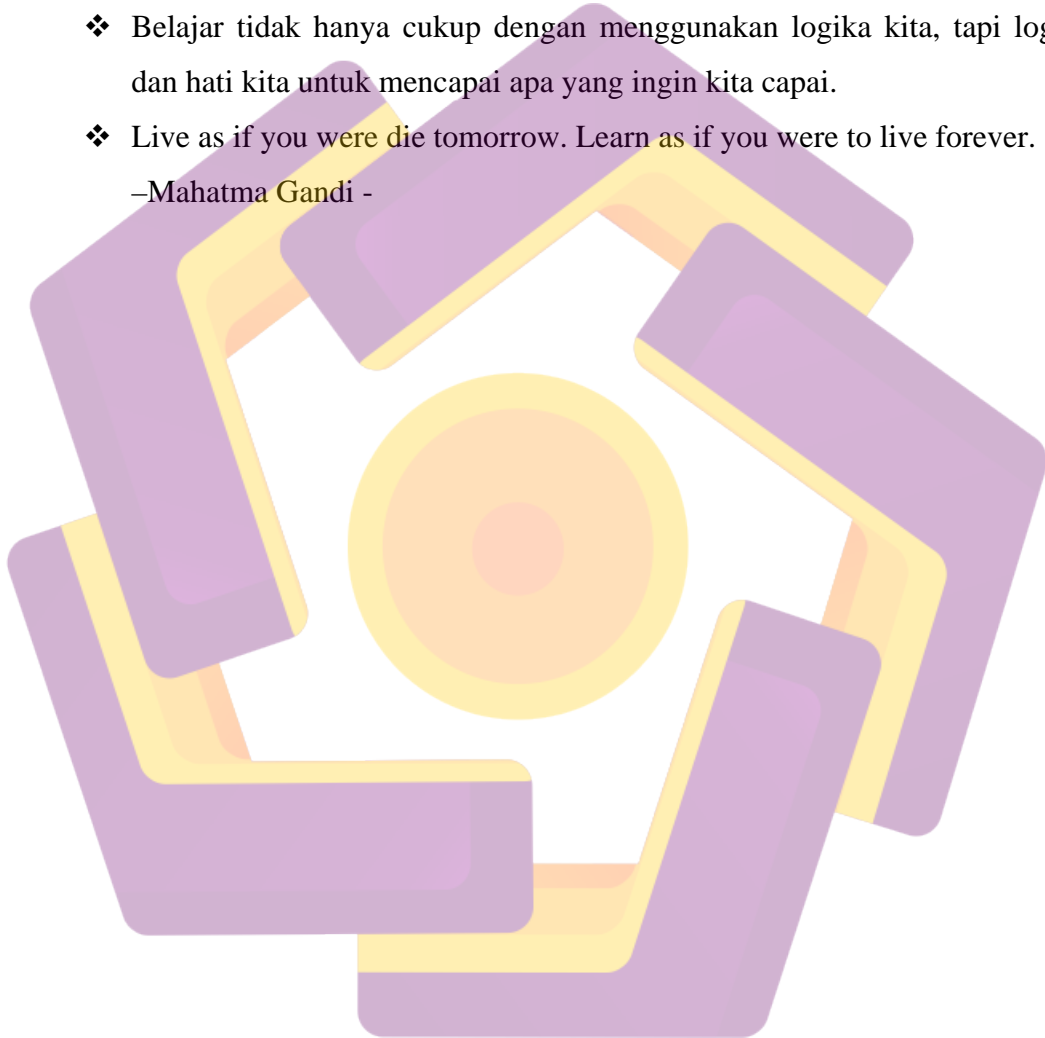 ❖ Belajar tidak hanya cukup dengan menggunakan logika kita, tapi log
dan hati kita untuk mencapai apa yang ingin kita capai.
❖ Live as if you were die tomorrow. Learn as if you were to live forever.
–Mahatma Gandi -